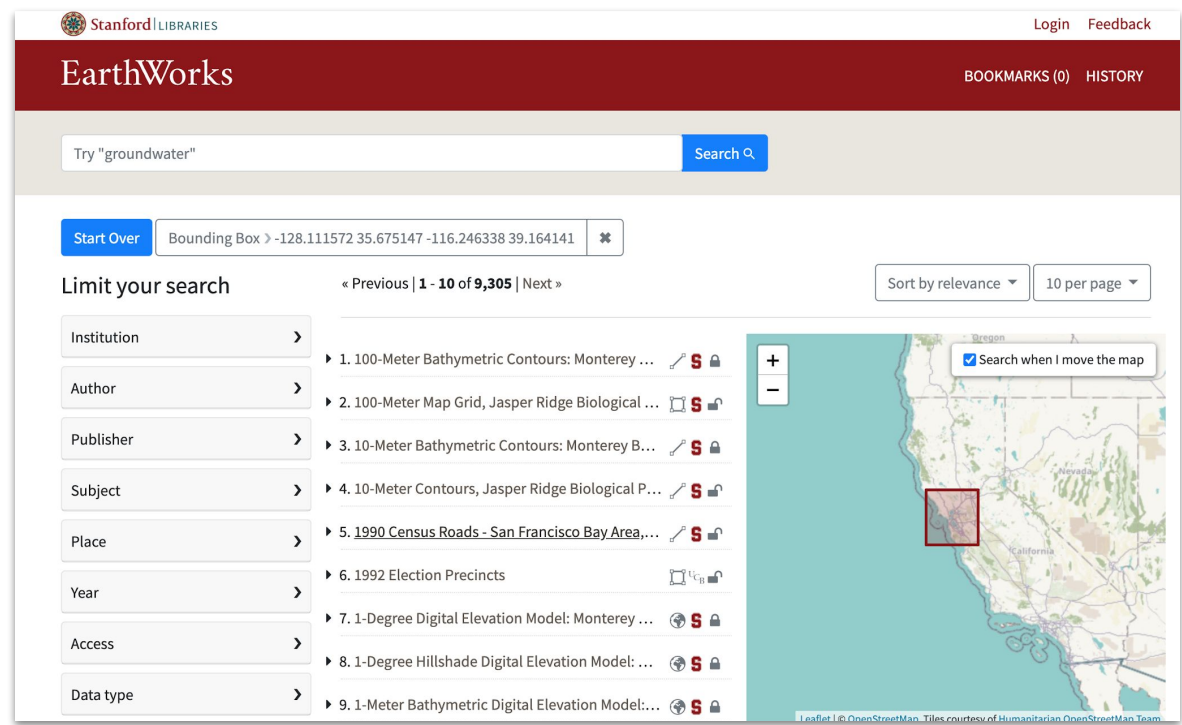 Stanford LIBRARIES
Login Feedback
EarthWorks
BOOKMARKS (0) HISTORY
Try "groundwater"
Search
Start Over
Bounding Box ❯ -128.111572 35.675147 -116.246338 39.164141 ✖
Limit your search
« Previous | 1 - 10 of 9,305 | Next »
Sort by relevance
10 per page
Institution
Author
Publisher
Subject
Place
Year
Access
Data type
1. 100-Meter Bathymetric Contours: Monterey ... S
2. 100-Meter Map Grid, Jasper Ridge Biological ... S
3. 10-Meter Bathymetric Contours: Monterey B... S
4. 10-Meter Contours, Jasper Ridge Biological P... S
5. 1990 Census Roads - San Francisco Bay Area,... S
6. 1992 Election Precincts UCB
7. 1-Degree Digital Elevation Model: Monterey ... S
8. 1-Degree Hillshade Digital Elevation Model: ... S
9. 1-Meter Bathymetric Digital Elevation Model:... S
+
−
Oregon
Search when I move the map
Nevada
California
Leaflet | © OpenStreetMap, Tiles courtesy of Humanitarian OpenStreetMap Team